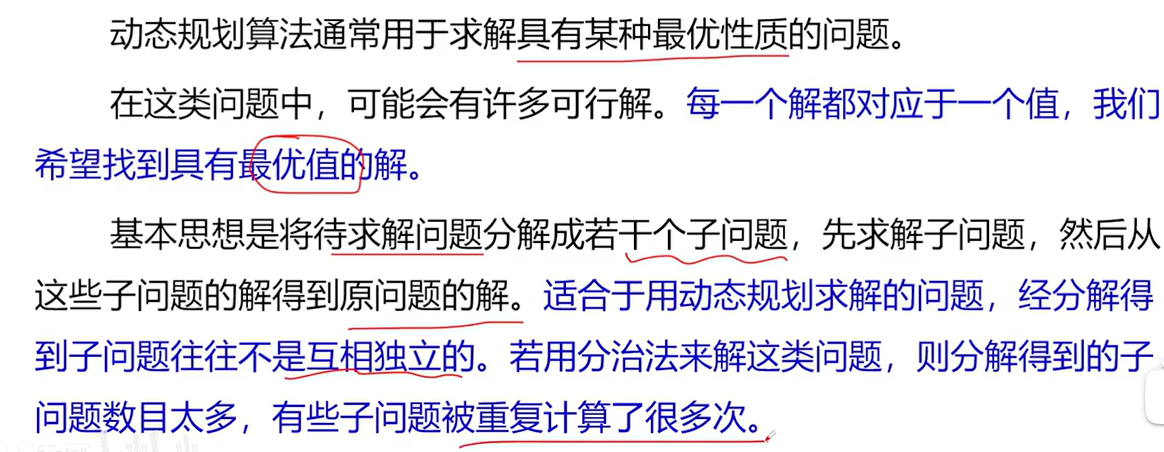 动态规划算法通常用于求解具有某种最优性质的问题。
在这类问题中，可能会有许多可行解。每一个解都对应于一个值，我们
希望找到具有最优值的解。
基本思想是将待求解问题分解成若干个子问题，先求解子问题，然后从
这些子问题的解得到原问题的解。适合于用动态规划求解的问题，经分解得
到子问题往往不是互相独立的。若用分治法来解这类问题，则分解得到的子
问题数目太多，有些子问题被重复计算了很多次。